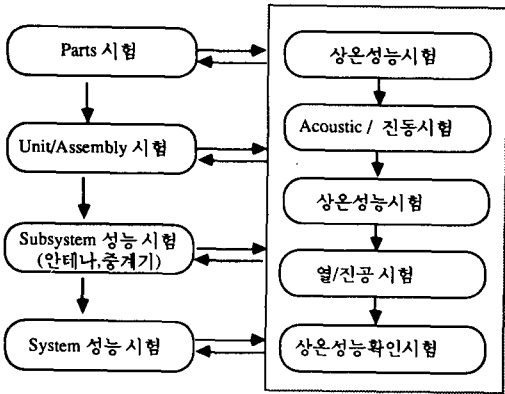 Parts 시험
Unit/Assembly 시험
Subsystem 성능 시험
(안테나,중계기)
System 성능 시험
상온성능시험
Acoustic / 진동시험
상온성능시험
열/진공 시험
상온성능확인시험